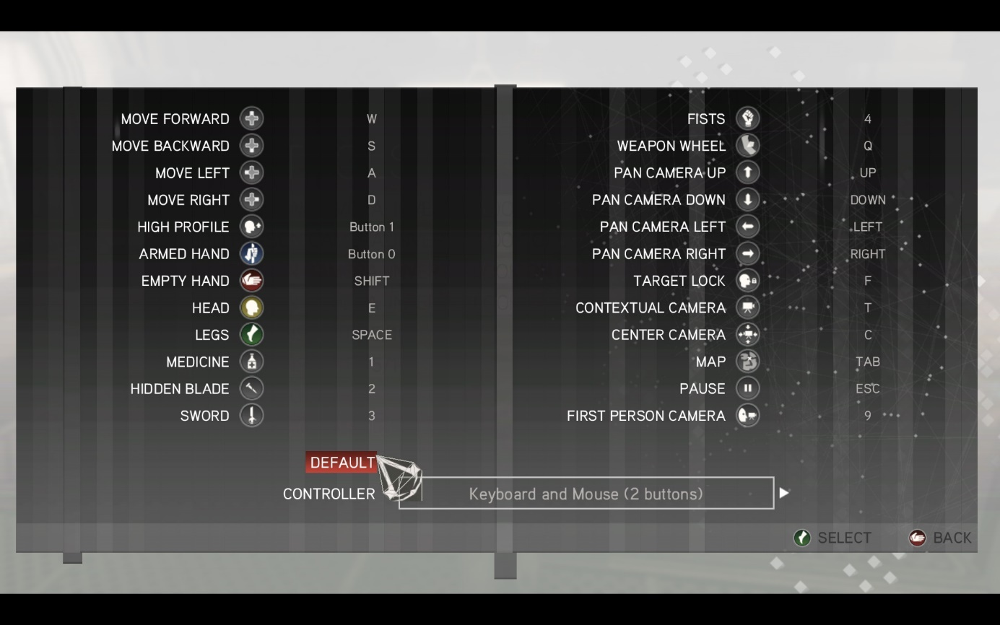 MOVE FORWARD W
MOVE BACKWARD S
MOVE LEFT A
MOVE RIGHT D
HIGH PROFILE Button 1
ARMED HAND Button 0
EMPTY HAND SHIFT
HEAD E
LEGS SPACE
MEDICINE 1
HIDDEN BLADE 2
SWORD 3
FISTS 4
WEAPON WHEEL Q
PAN CAMERA UP UP
PAN CAMERA DOWN DOWN
PAN CAMERA LEFT LEFT
PAN CAMERA RIGHT RIGHT
TARGET LOCK F
CONTEXTUAL CAMERA T
CENTER CAMERA C
MAP TAB
PAUSE ESC
FIRST PERSON CAMERA 9
DEFAULT
CONTROLLER Keyboard and Mouse (2 buttons)
SELECT BACK